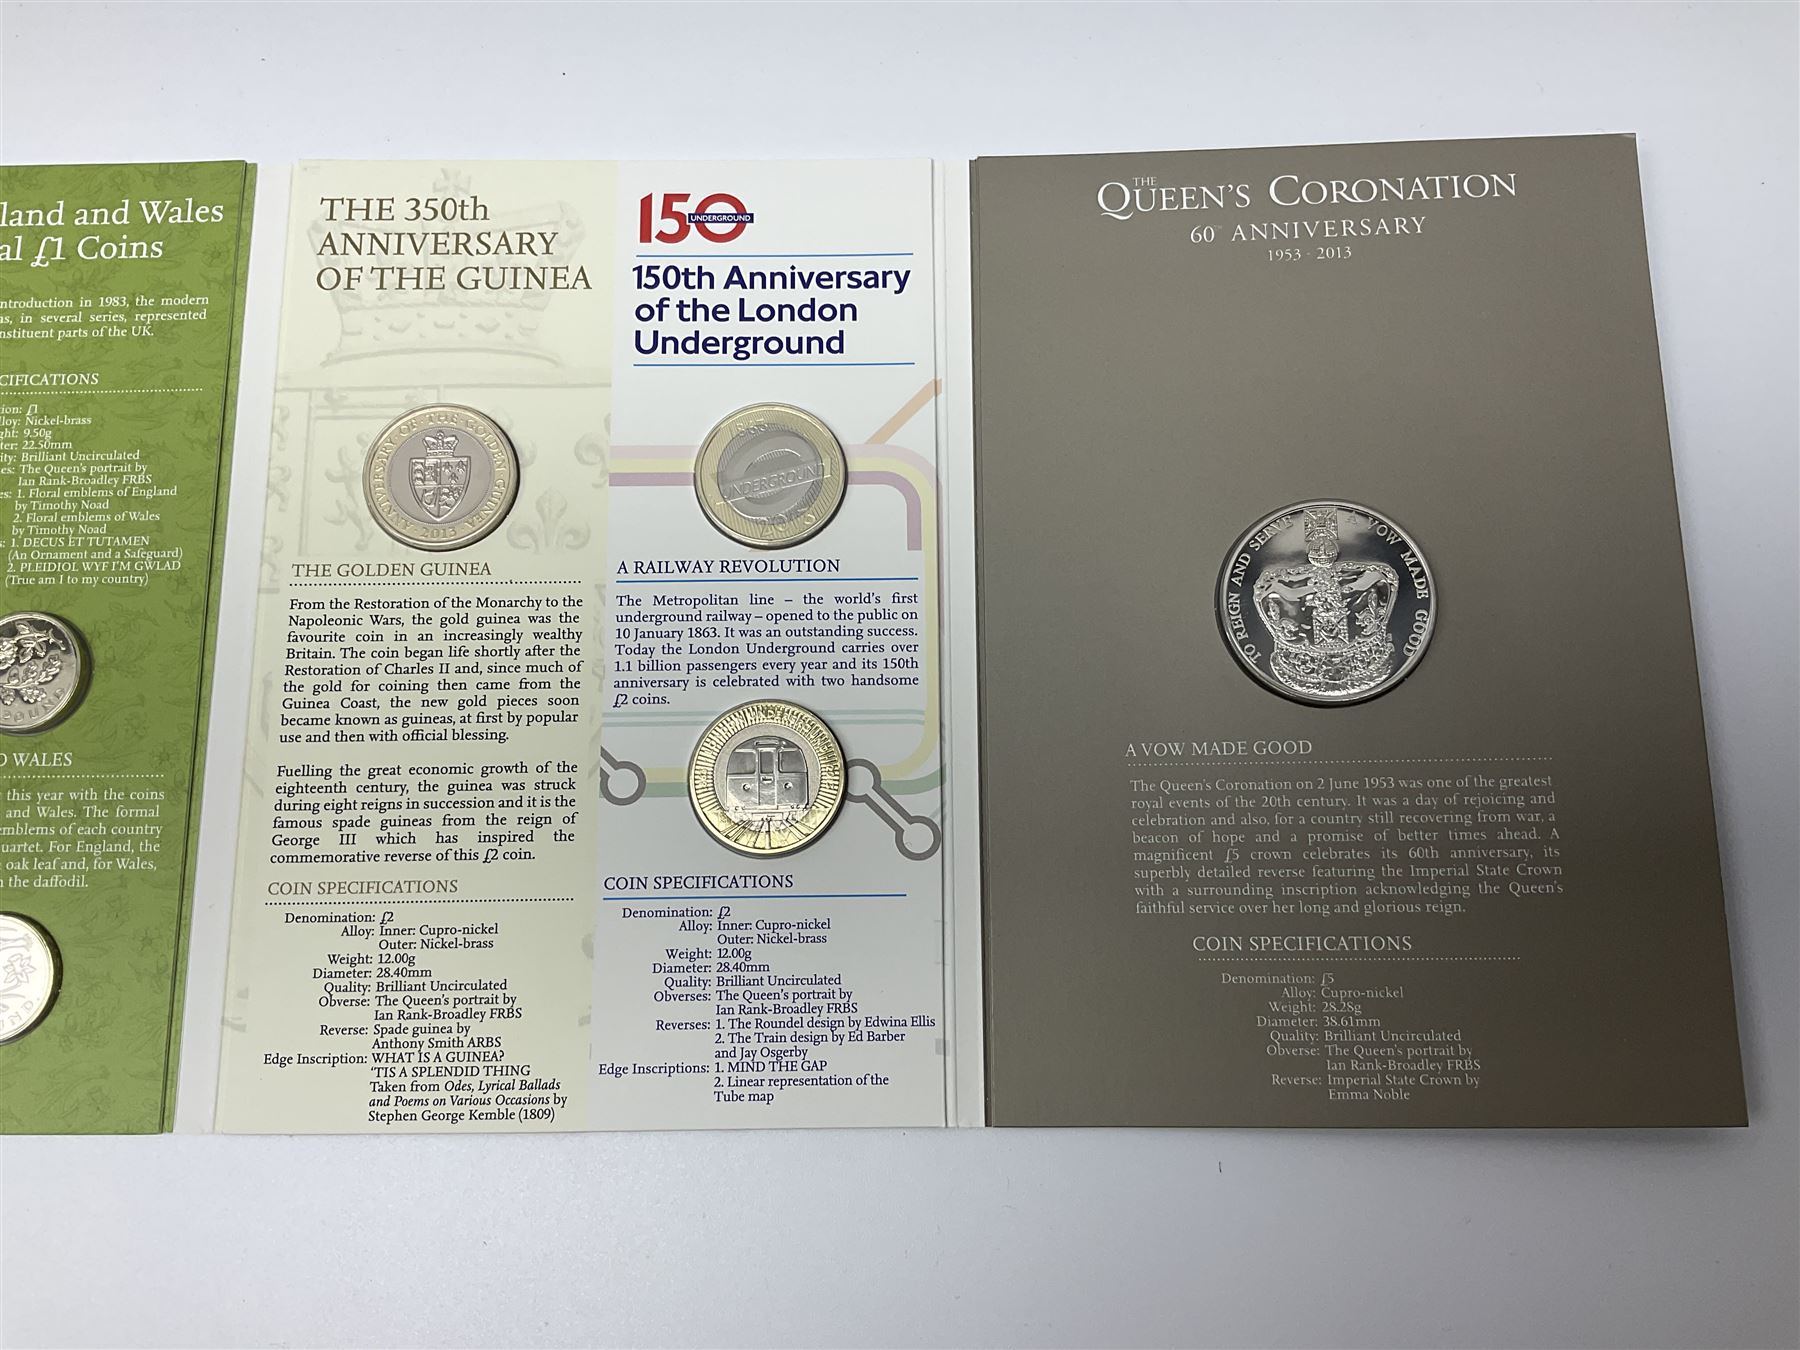 land and Wales
al £1 Coins
ntroduction in 1983, the modern
as, in several series, represented
nstituent parts of the UK.
CIFICATIONS
ion: £1
lloy: Nickel-brass
ght: 9.50g
ter: 22.50mm
ity: Brilliant Uncirculated
es: The Queen's portrait by
Ian Rank-Broadley FRBS
es: 1. Floral emblems of England
by Timothy Noad
2. Floral emblems of Wales
by Timothy Noad
s: 1. DECUS ET TUTAMEN
(An Ornament and a Safeguard)
2. PLEIDIOL WYF I'M GWLAD
(True am I to my country)
POUND
D WALES
this year with the coins
and Wales. The formal
emblems of each country
uartet. For England, the
oak leaf and, for Wales,
n the daffodil.
UND
THE 350th
ANNIVERSARY
OF THE GUINEA
ANNIVERSARY · OF · THE · GOLDEN · GUINEA
· 2013 ·
THE GOLDEN GUINEA
From the Restoration of the Monarchy to the
Napoleonic Wars, the gold guinea was the
favourite coin in an increasingly wealthy
Britain. The coin began life shortly after the
Restoration of Charles II and, since much of
the gold for coining then came from the
Guinea Coast, the new gold pieces soon
became known as guineas, at first by popular
use and then with official blessing.
Fuelling the great economic growth of the
eighteenth century, the guinea was struck
during eight reigns in succession and it is the
famous spade guineas from the reign of
George III which has inspired the
commemorative reverse of this £2 coin.
COIN SPECIFICATIONS
Denomination: £2
Alloy: Inner: Cupro-nickel
Outer: Nickel-brass
Weight: 12.00g
Diameter: 28.40mm
Quality: Brilliant Uncirculated
Obverse: The Queen's portrait by
Ian Rank-Broadley FRBS
Reverse: Spade guinea by
Anthony Smith ARBS
Edge Inscription: WHAT IS A GUINEA?
'TIS A SPLENDID THING
Taken from Odes, Lyrical Ballads
and Poems on Various Occasions by
Stephen George Kemble (1809)
150
UNDERGROUND
150th Anniversary
of the London
Underground
UNDERGROUND
A RAILWAY REVOLUTION
The Metropolitan line – the world's first
underground railway – opened to the public on
10 January 1863. It was an outstanding success.
Today the London Underground carries over
1.1 billion passengers every year and its 150th
anniversary is celebrated with two handsome
£2 coins.
COIN SPECIFICATIONS
Denomination: £2
Alloy: Inner: Cupro-nickel
Outer: Nickel-brass
Weight: 12.00g
Diameter: 28.40mm
Quality: Brilliant Uncirculated
Obverses: The Queen's portrait by
Ian Rank-Broadley FRBS
Reverses: 1. The Roundel design by Edwina Ellis
2. The Train design by Ed Barber
and Jay Osgerby
Edge Inscriptions: 1. MIND THE GAP
2. Linear representation of the
Tube map
THE
QUEEN'S CORONATION
60TH ANNIVERSARY
1953 - 2013
TO REIGN AND SERVE A VOW MADE GOOD
A VOW MADE GOOD
The Queen's Coronation on 2 June 1953 was one of the greatest
royal events of the 20th century. It was a day of rejoicing and
celebration and also, for a country still recovering from war, a
beacon of hope and a promise of better times ahead. A
magnificent £5 crown celebrates its 60th anniversary, its
superbly detailed reverse featuring the Imperial State Crown
with a surrounding inscription acknowledging the Queen's
faithful service over her long and glorious reign.
COIN SPECIFICATIONS
Denomination: £5
Alloy: Cupro-nickel
Weight: 28.28g
Diameter: 38.61mm
Quality: Brilliant Uncirculated
Obverse: The Queen's portrait by
Ian Rank-Broadley FRBS
Reverse: Imperial State Crown by
Emma Noble